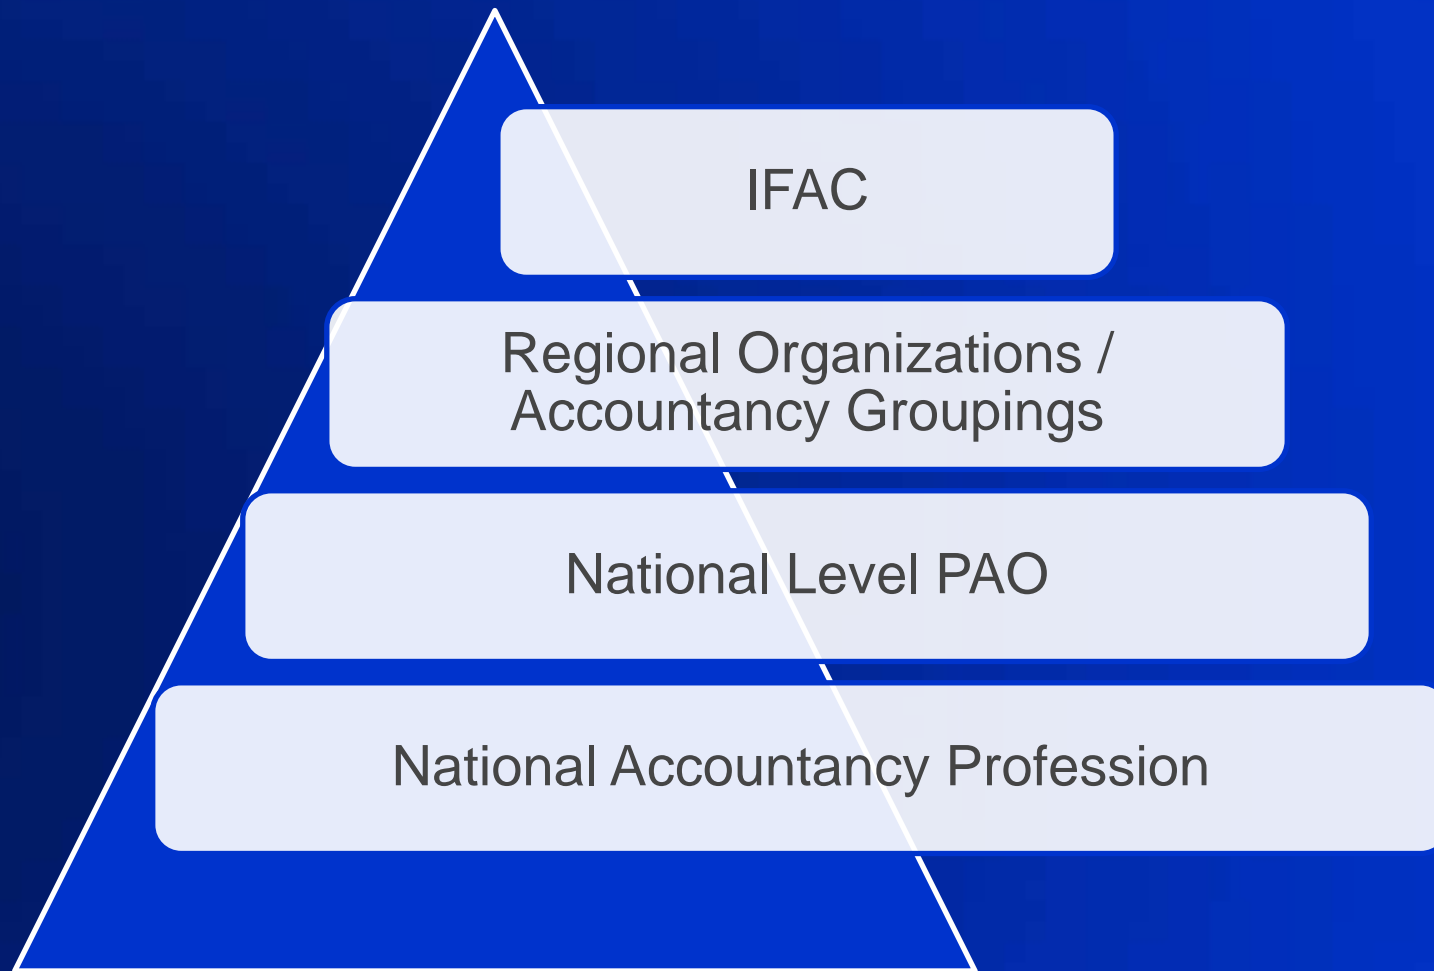 IFAC
Regional Organizations /
Accountancy Groupings
National Level PAO
National Accountancy Profession